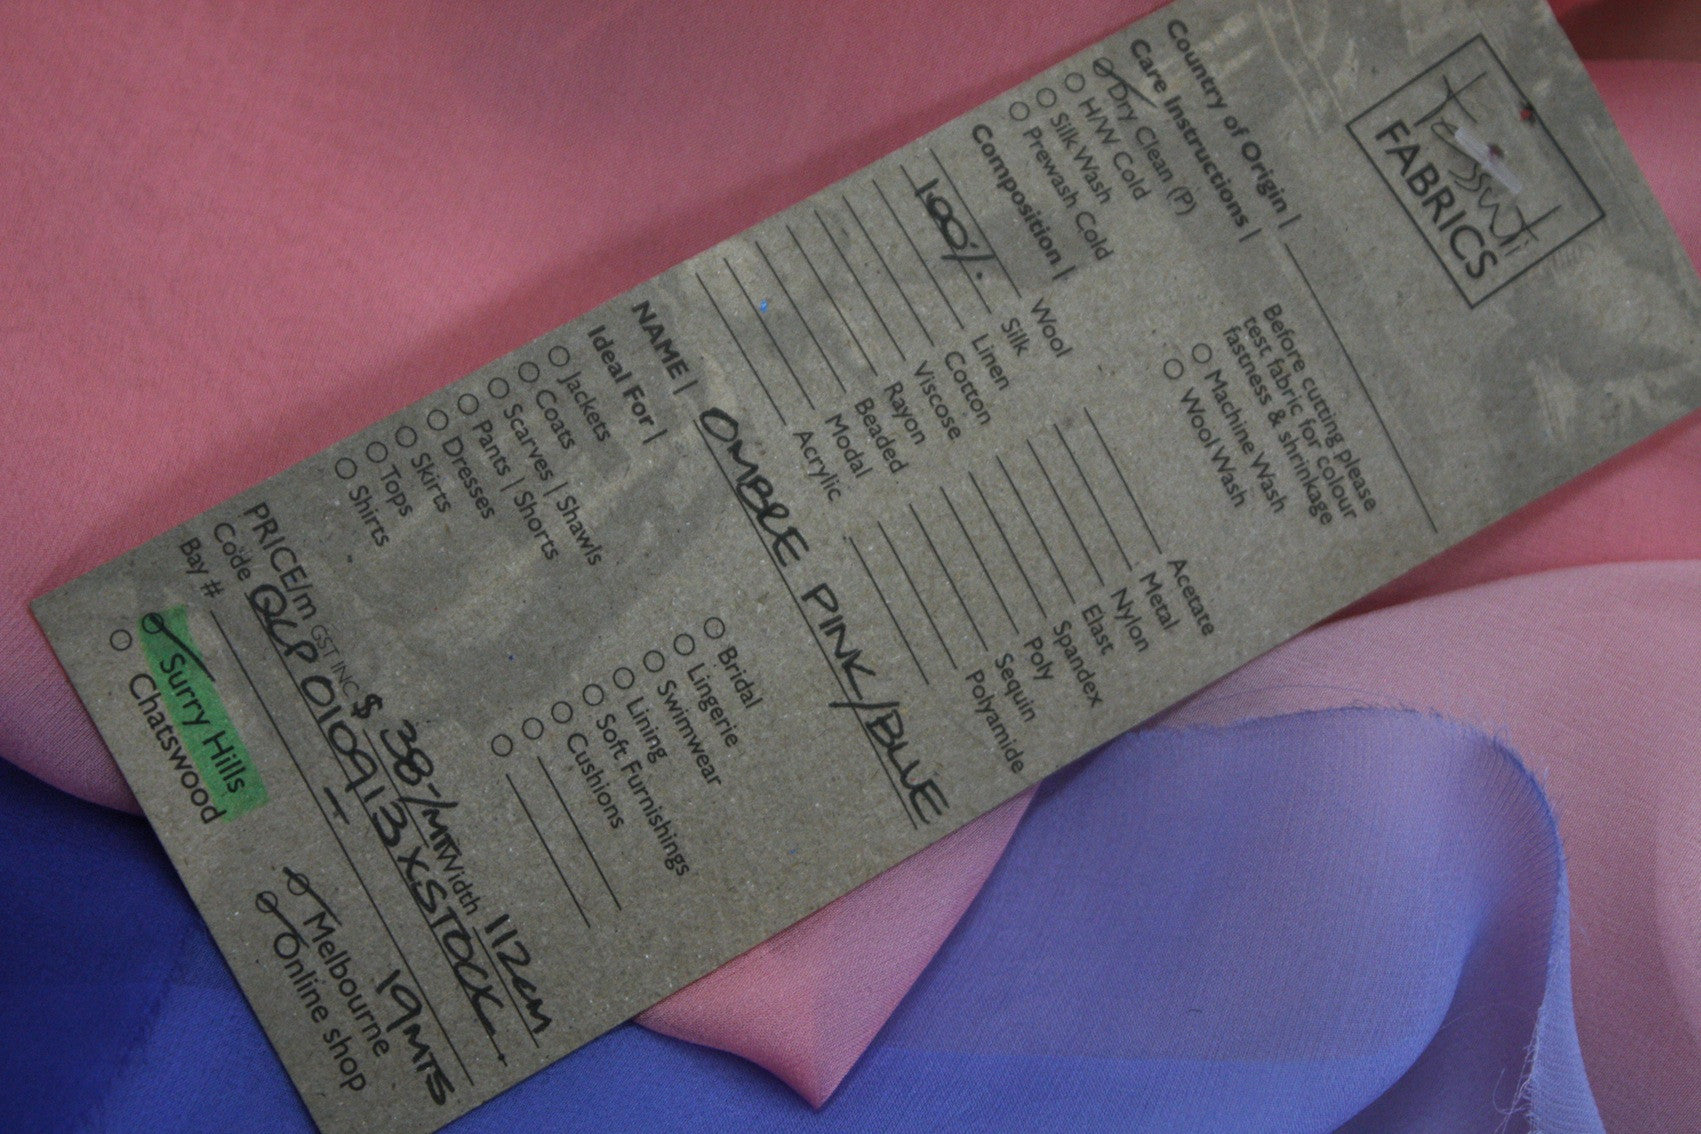 Tessuti
FABRICS
Country of Origin |
Care Instructions |
Dry Clean (P)
H/W Cold
Silk Wash
Prewash Cold
Before cutting please
test fabric for colour
fastness & shrinkage
Machine Wash
Wool Wash
Composition |
Wool
100% Silk
Linen
Cotton
Viscose
Rayon
Beaded
Modal
Acrylic
Acetate
Metal
Nylon
Elast
Spandex
Poly
Sequin
Polyamide
NAME | OMBRE PINK/BLUE
Ideal For |
Jackets
Coats
Scarves | Shawls
Pants | Shorts
Dresses
Skirts
Tops
Shirts
Bridal
Lingerie
Swimwear
Lining
Soft Furnishings
Cushions
PRICE/m GST INC $ 38-/MT Width 112cm
Code QLP 010913 XSTOCK
Bay # - 19MTS
Surry Hills Melbourne
Chatswood Online shop